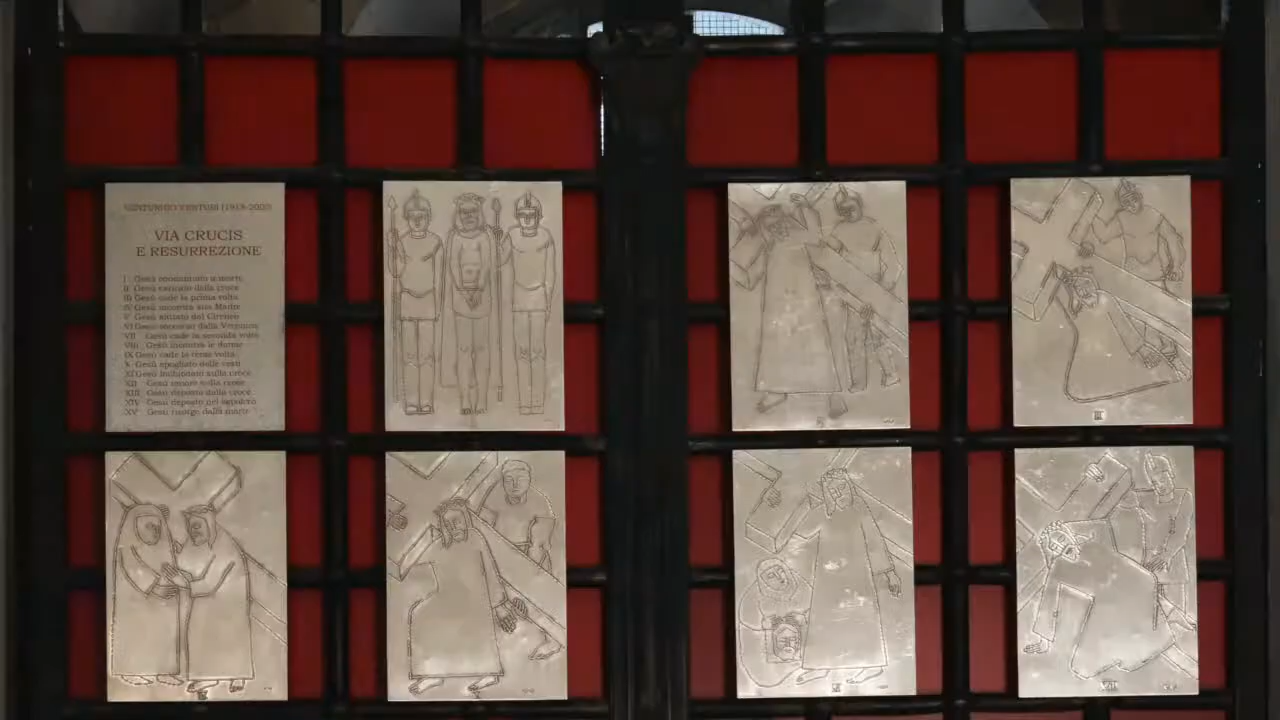 VENTURINO VENTURI (1918-2002)
VIA CRUCIS
E RESURREZIONE
I Gesù condannato a morte
II Gesù caricato dalla croce
III Gesù cade la prima volta
IV Gesù incontra sua Madre
V Gesù aiutato dal Cireneo
VI Gesù soccorso dalla Veronica
VII Gesù cade la seconda volta
VIII Gesù incontra le donne
IX Gesù cade la terza volta
X Gesù spogliato delle vesti
XI Gesù inchiodato sulla croce
XII Gesù muore sulla croce
XIII Gesù deposto dalla croce
XIV Gesù deposto nel sepolcro
XV Gesù risorge dalla morte
III
VII